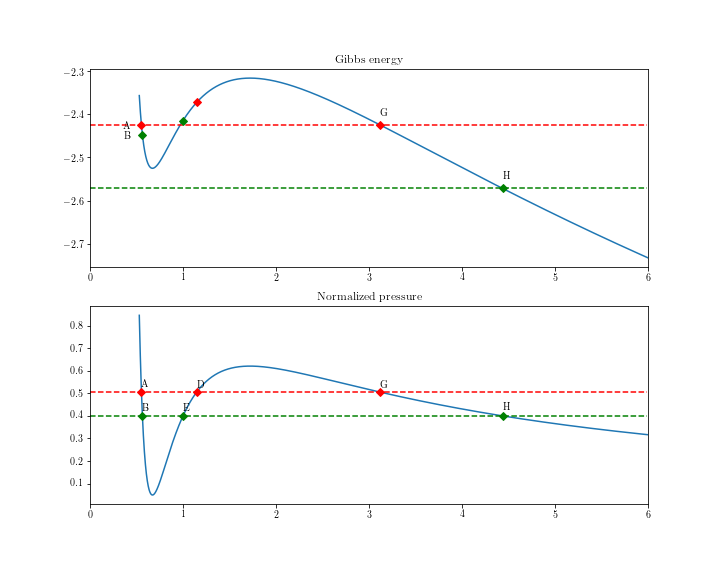 Gibbs energy
−2.3
−2.4
−2.5
−2.6
−2.7
A
B
G
H
0 1 2 3 4 5 6
Normalized pressure
0.8
0.7
0.6
0.5
0.4
0.3
0.2
0.1
A D G
B E H
0 1 2 3 4 5 6